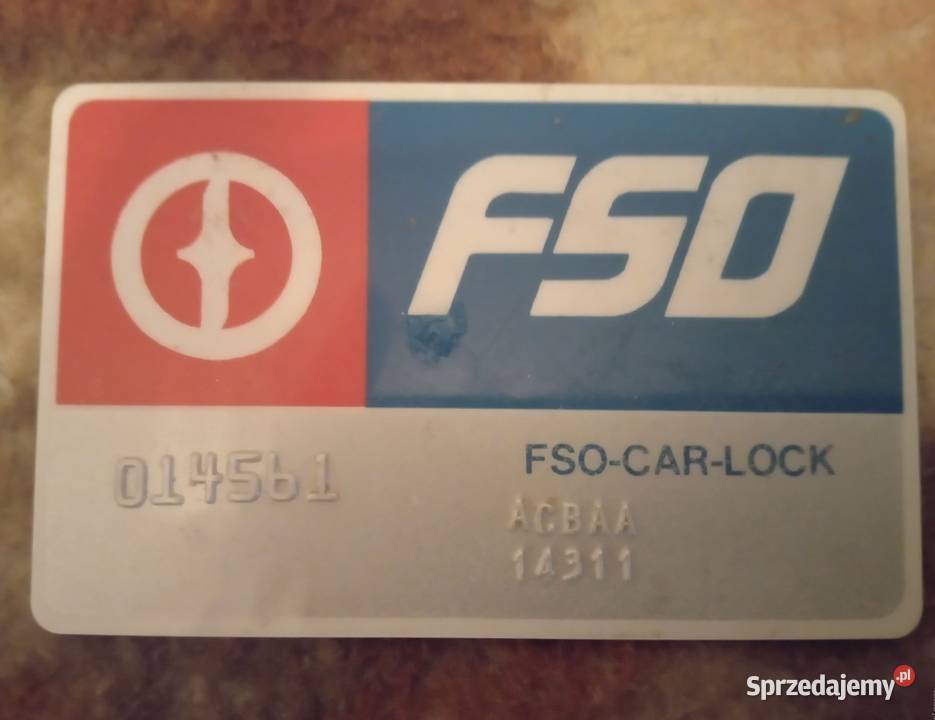 FSO
FSO-CAR-LOCK
014561
ACBAA
14311
Sprzedajemy.pl